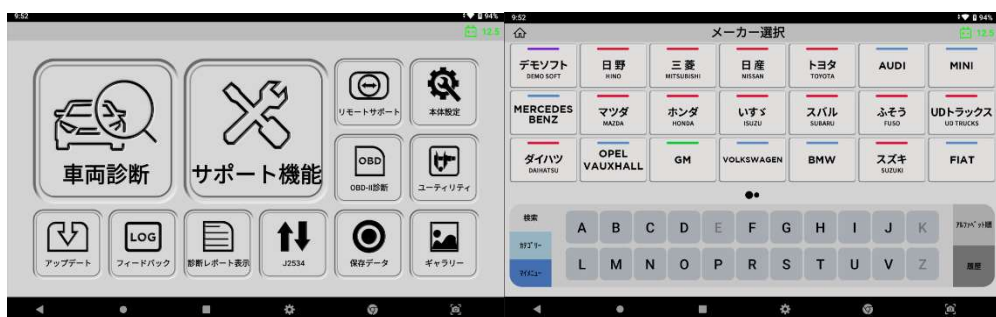 9:52
94%
12.5
車両診断
サポート機能
リモートサポート
本体設定
OBD
OBD-II診断
ユーティリティ
アップデート
LOG
フィードバック
診断レポート表示
J2534
保存データ
ギャラリー
9:52
94%
メーカー選択
12.5
デモソフト
DEMO SOFT
日野
HINO
三菱
MITSUBISHI
日産
NISSAN
トヨタ
TOYOTA
AUDI
MINI
MERCEDES
BENZ
マツダ
MAZDA
ホンダ
HONDA
いすゞ
ISUZU
スバル
SUBARU
ふそう
FUSO
UDトラックス
UD TRUCKS
ダイハツ
DAIHATSU
OPEL
VAUXHALL
GM
VOLKSWAGEN
BMW
スズキ
SUZUKI
FIAT
検索
A B C D E F G H I J K
アルファベット順
カテゴリー
マイメニュー
L M N O P R S T U V Z
履歴